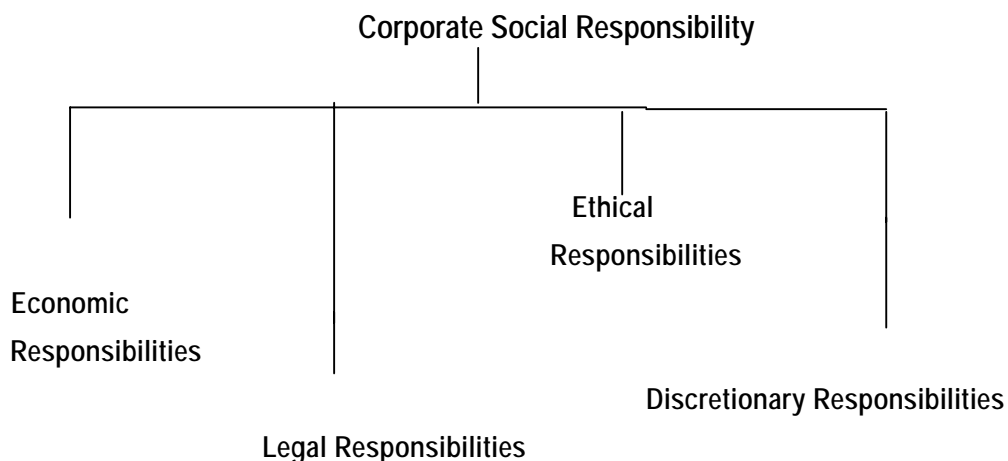 Corporate Social Responsibility
Ethical
Responsibilities
Economic
Responsibilities
Discretionary Responsibilities
Legal Responsibilities